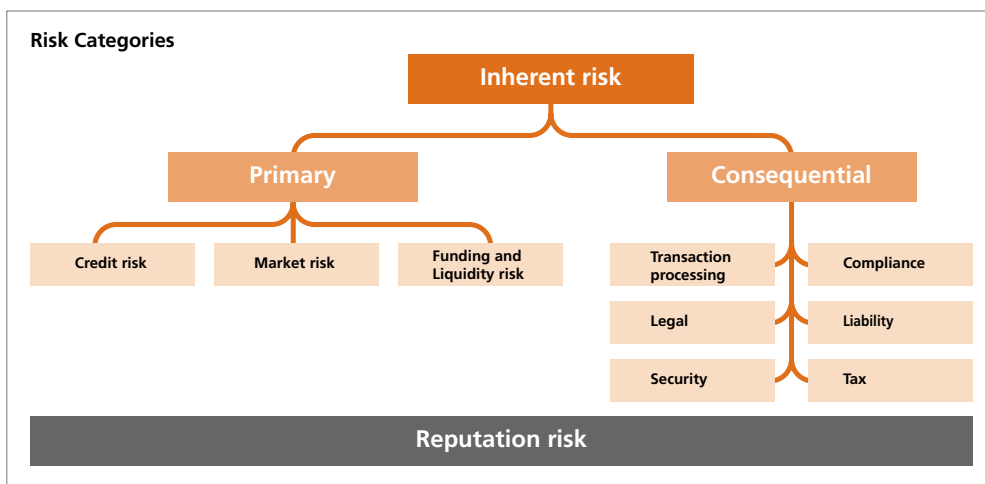 Risk Categories
Inherent risk
Primary
Consequential
Credit risk
Market risk
Funding and
Liquidity risk
Transaction
processing
Compliance
Legal
Liability
Security
Tax
Reputation risk